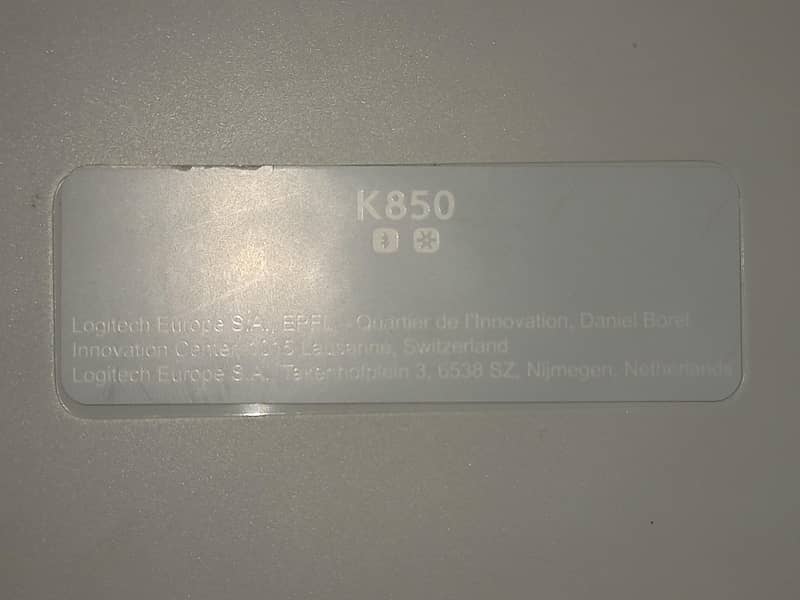 K850
Logitech Europe S.A., EPFL - Quartier de l'Innovation, Daniel Borel
Innovation Center, 1015 Lausanne, Switzerland
Logitech Europe S.A., Takenhofplein 3, 6538 SZ, Nijmegen, Netherlands